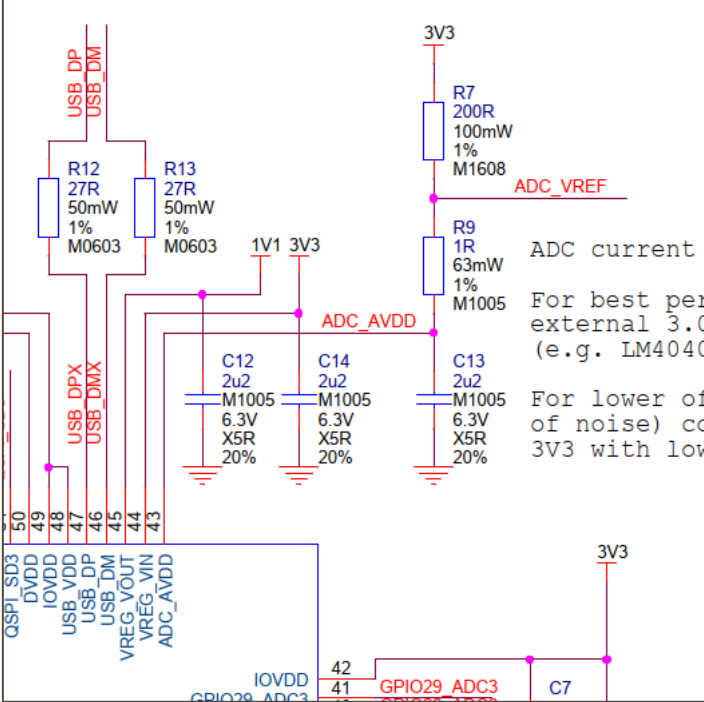 3V3
USB_DP
USB_DM
R7
200R
100mW
1%
M1608
ADC_VREF
R12
27R
50mW
1%
M0603
R13
27R
50mW
1%
M0603
R9
1R
63mW
1%
M1005
ADC current
For best per
external 3.0
(e.g. LM4040
For lower of
of noise) co
3V3 with low
1V1
3V3
ADC_AVDD
C12
2u2
M1005
6.3V
X5R
20%
C14
2u2
M1005
6.3V
X5R
20%
C13
2u2
M1005
6.3V
X5R
20%
USB_DPX
USB_DMX
50
49
48
47
46
45
44
43
QSPI_SD3
DVDD
IOVDD
USB_VDD
USB_DP
USB_DM
VREG_VOUT
VREG_VIN
ADC_AVDD
3V3
IOVDD
42
GPIO29_ADC3
41
GPIO29_ADC3
C7